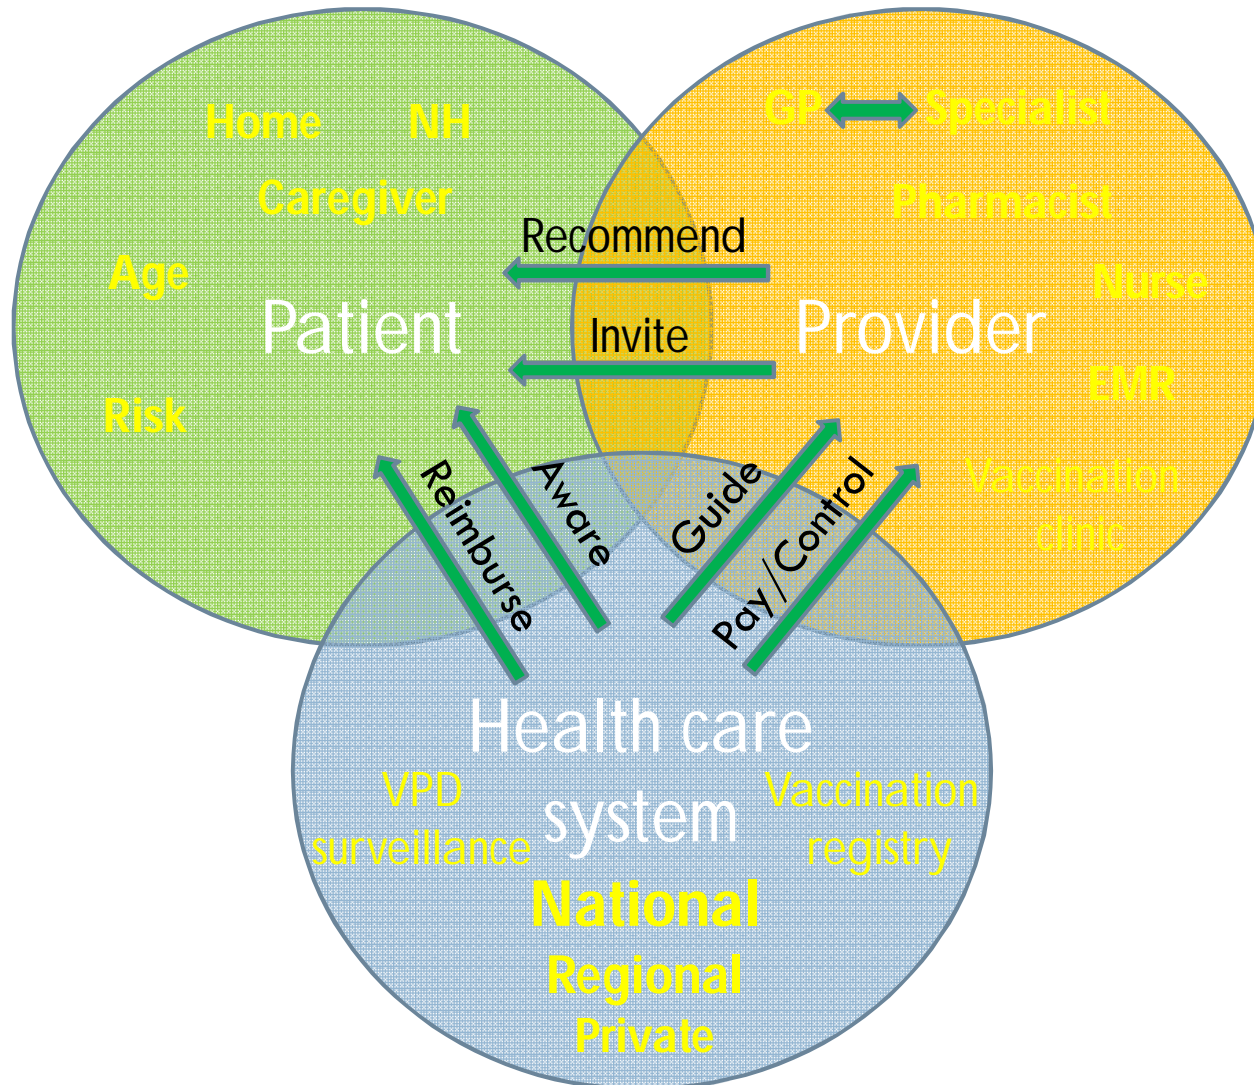 Home NH
Caregiver
Age
Patient
Risk
GP Specialist
Pharmacist
Nurse
Provider
EMR
Vaccination
clinic
Recommend
Invite
Reimburse
Aware
Guide
Pay/Control
Health care
system
VPD
surveillance
Vaccination
registry
National
Regional
Private